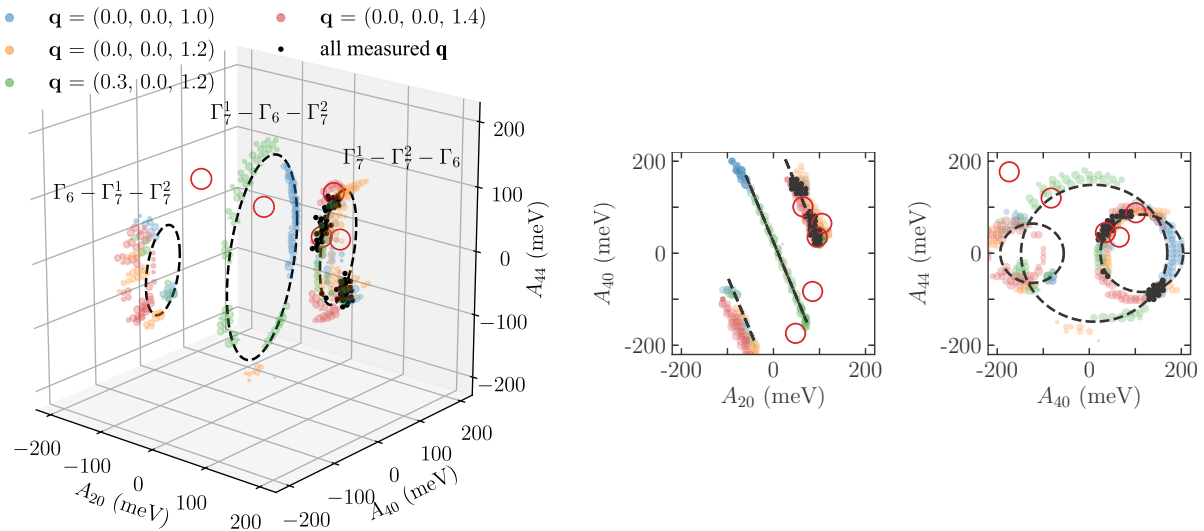 q = (0.0, 0.0, 1.0)
q = (0.0, 0.0, 1.2)
q = (0.3, 0.0, 1.2)
q = (0.0, 0.0, 1.4)
all measured q
Γ₇¹ − Γ₆ − Γ₇²
Γ₇¹ − Γ₇² − Γ₆
Γ₆ − Γ₇¹ − Γ₇²
200
100
0
−100
−200
A₄₄ (meV)
−200
−100
0
100
200
A₂₀ (meV)
−200
−100
0
100
200
A₄₀ (meV)
200
0
-200
A₄₀ (meV)
-200
0
200
A₂₀ (meV)
200
0
-200
A₄₄ (meV)
-200
0
200
A₄₀ (meV)